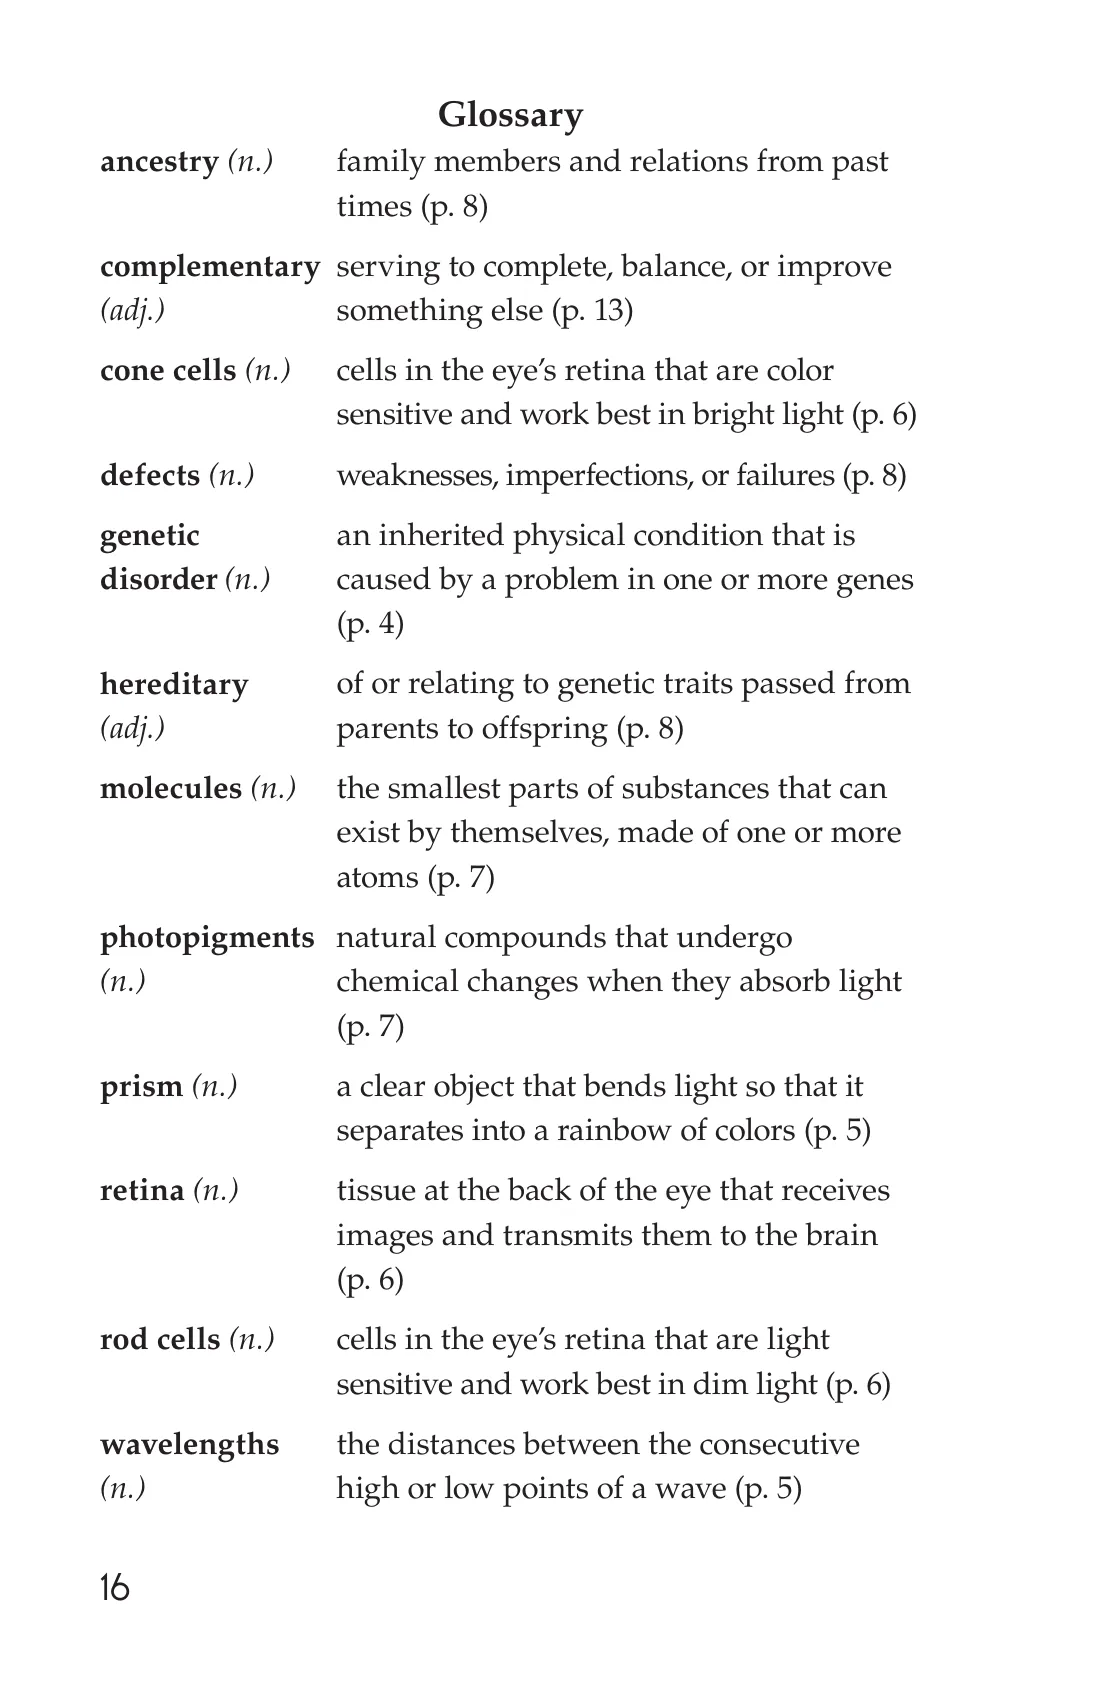 Glossary
ancestry (n.) family members and relations from past
times (p. 8)
complementary serving to complete, balance, or improve
(adj.) something else (p. 13)
cone cells (n.) cells in the eye’s retina that are color
sensitive and work best in bright light (p. 6)
defects (n.) weaknesses, imperfections, or failures (p. 8)
genetic an inherited physical condition that is
disorder (n.) caused by a problem in one or more genes
(p. 4)
hereditary of or relating to genetic traits passed from
(adj.) parents to offspring (p. 8)
molecules (n.) the smallest parts of substances that can
exist by themselves, made of one or more
atoms (p. 7)
photopigments natural compounds that undergo
(n.) chemical changes when they absorb light
(p. 7)
prism (n.) a clear object that bends light so that it
separates into a rainbow of colors (p. 5)
retina (n.) tissue at the back of the eye that receives
images and transmits them to the brain
(p. 6)
rod cells (n.) cells in the eye’s retina that are light
sensitive and work best in dim light (p. 6)
wavelengths the distances between the consecutive
(n.) high or low points of a wave (p. 5)
16